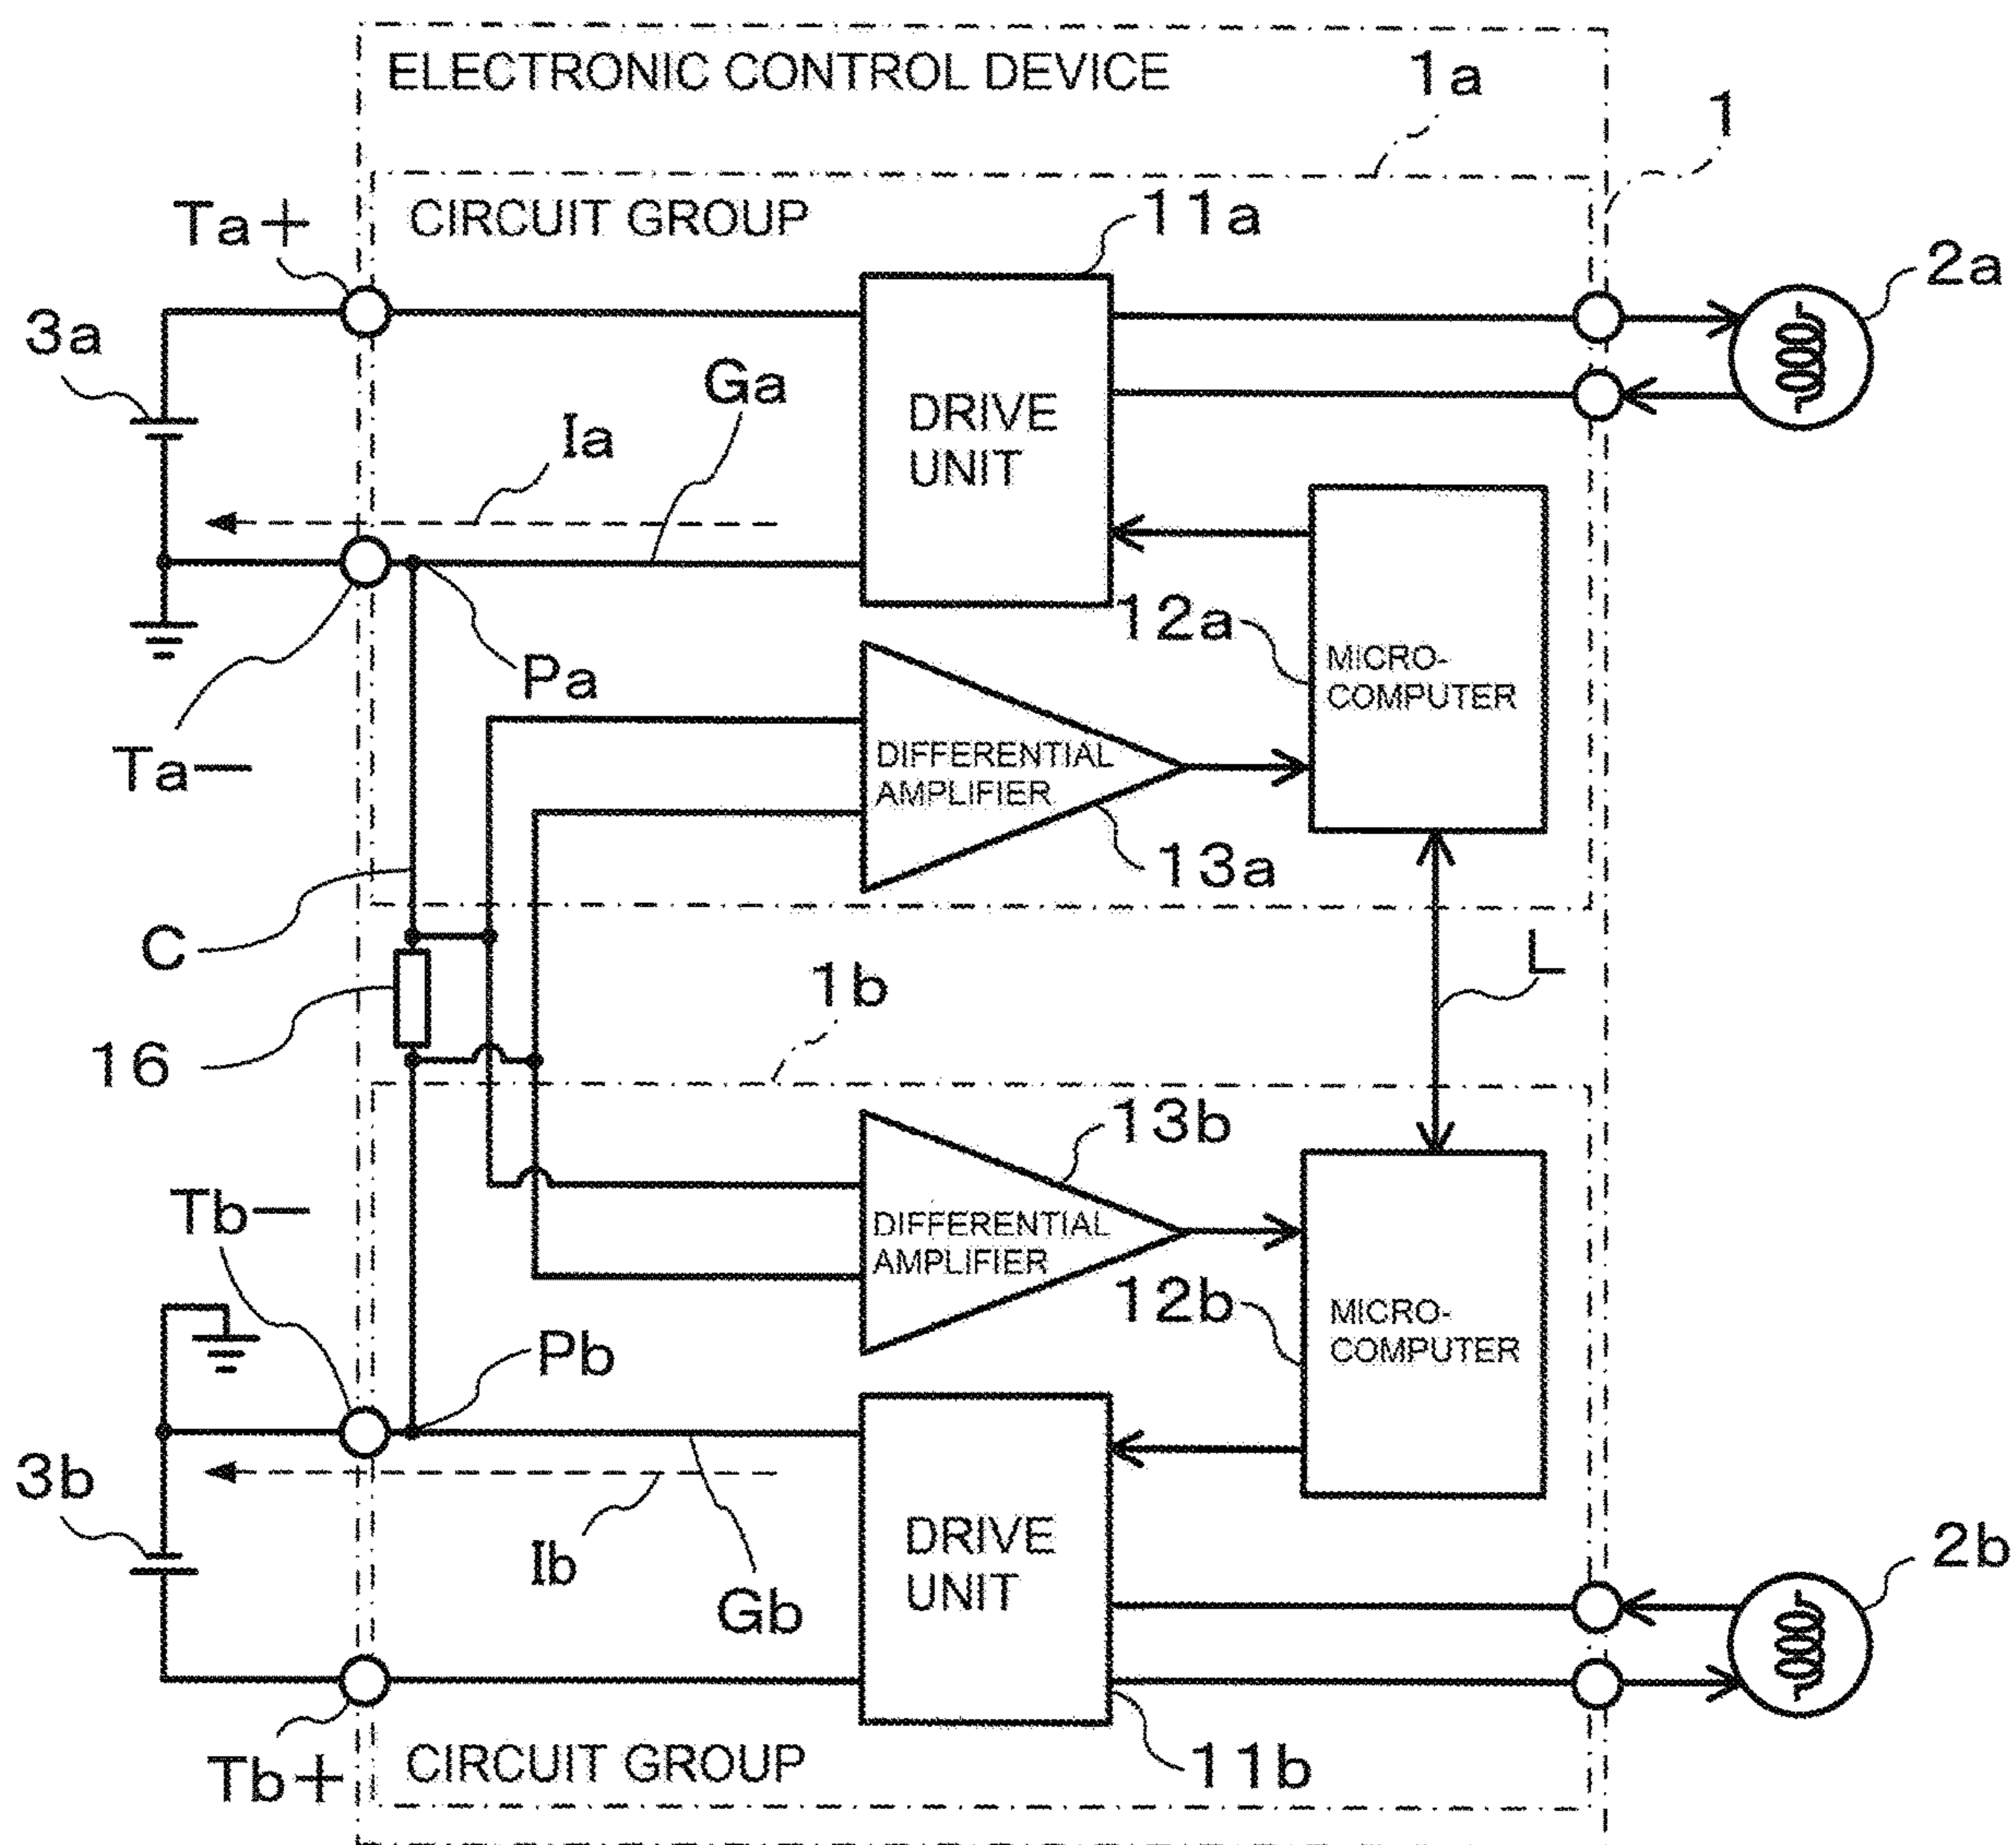 ELECTRONIC CONTROL DEVICE
1a
1
CIRCUIT GROUP
Ta+
11a
2a
3a
Ga
DRIVE
UNIT
Ia
12a
MICRO-
COMPUTER
Pa
Ta−
DIFFERENTIAL
AMPLIFIER
13a
C
L
1b
16
13b
Tb−
DIFFERENTIAL
AMPLIFIER
12b
MICRO-
COMPUTER
Pb
3b
DRIVE
UNIT
Ib
2b
Gb
Tb+
CIRCUIT GROUP
11b